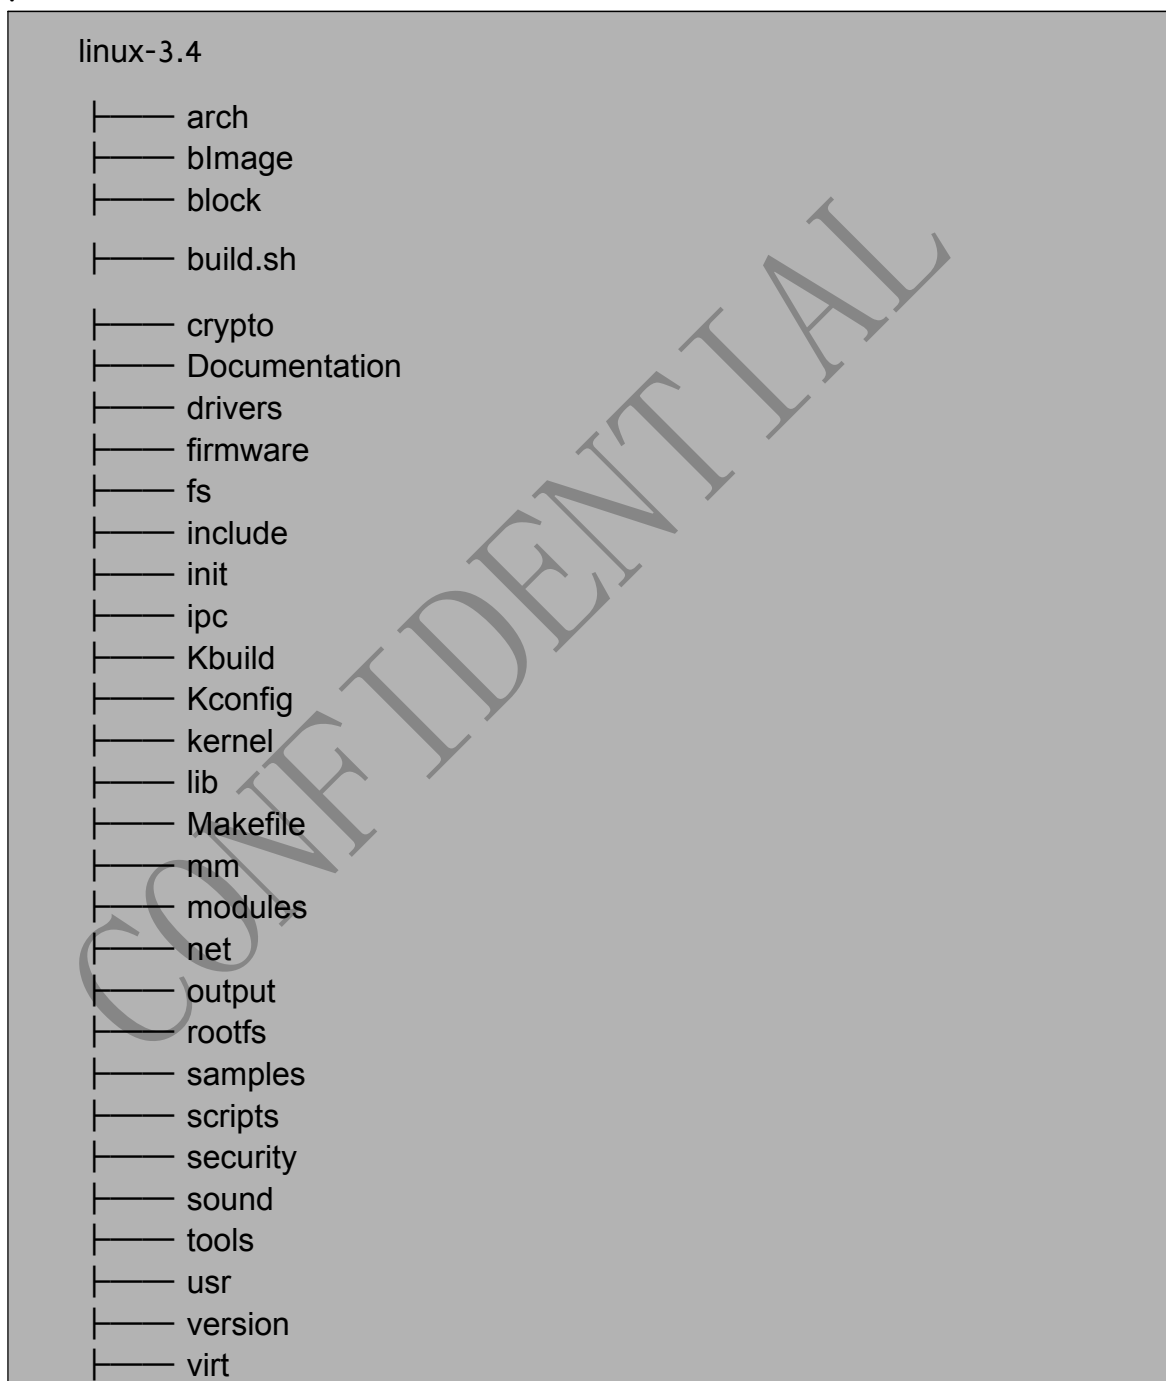 linux-3.4
├── arch
├── bImage
├── block
├── build.sh
├── crypto
├── Documentation
├── drivers
├── firmware
├── fs
├── include
├── init
├── ipc
├── Kbuild
├── Kconfig
├── kernel
├── lib
├── Makefile
├── mm
├── modules
├── net
├── output
├── rootfs
├── samples
├── scripts
├── security
├── sound
├── tools
├── usr
├── version
├── virt
CONFIDENTIAL